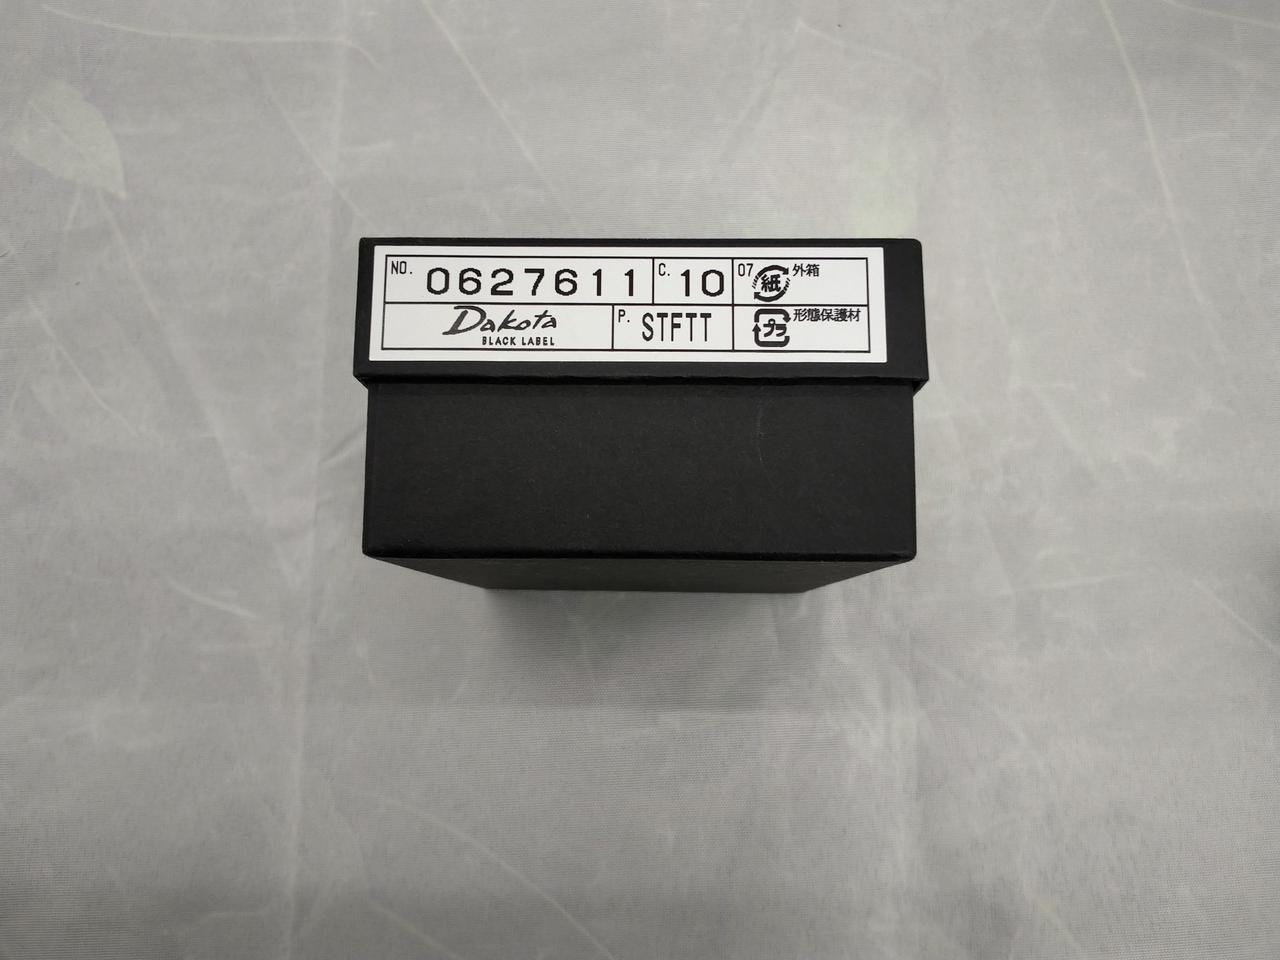 NO. 0627611 C. 10 07 紙 外箱
Dakota P. STFTT プラ 形態保護材
BLACK LABEL